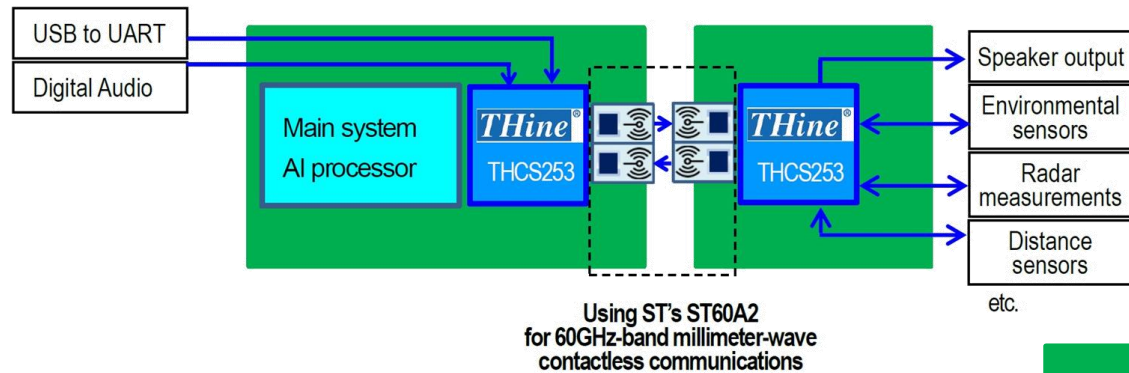 USB to UART
Digital Audio
Main system
AI processor
THine®
THCS253
THine®
THCS253
Speaker output
Environmental
sensors
Radar
measurements
Distance
sensors
etc.
Using ST's ST60A2
for 60GHz-band millimeter-wave
contactless communications